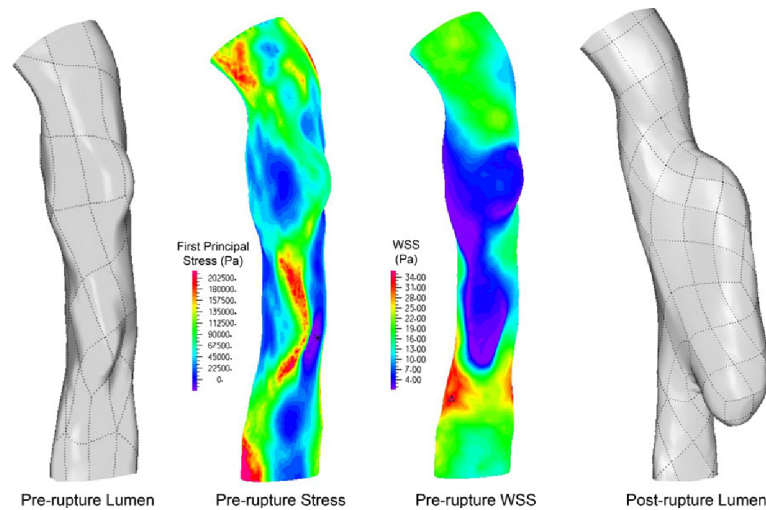 First Principal
Stress (Pa)
202500.
180000.
157500.
135000.
112500.
90000.
67500.
45000.
22500.
0.
WSS
(Pa)
34.00
31.00
28.00
25.00
22.00
19.00
16.00
13.00
10.00
7.00
4.00
Pre-rupture Lumen
Pre-rupture Stress
Pre-rupture WSS
Post-rupture Lumen